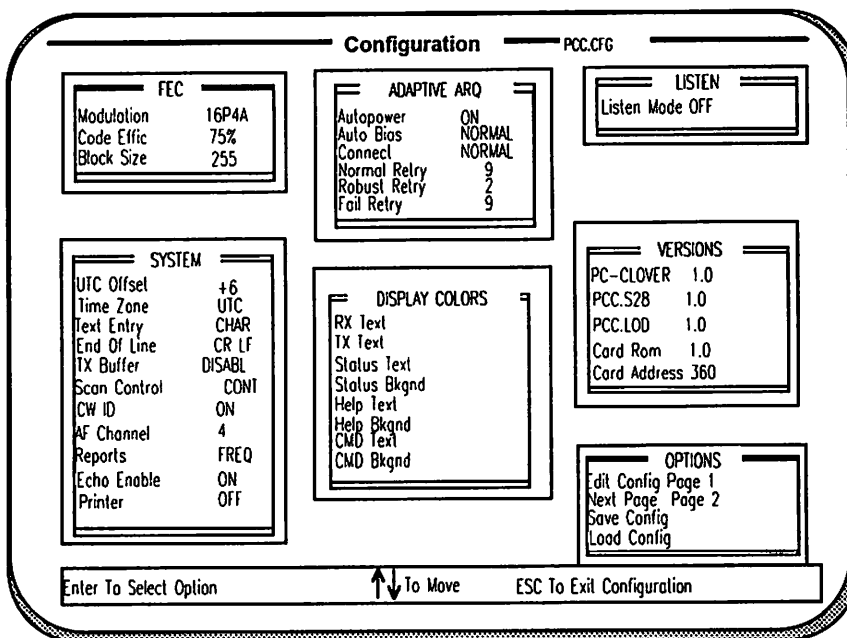 Configuration PCC.CFG
FEC
Modulation 16P4A
Code Effic 75%
Block Size 255
ADAPTIVE ARQ
Autopower ON
Auto Bias NORMAL
Connect NORMAL
Normal Retry 9
Robust Retry 2
Fail Retry 9
LISTEN
Listen Mode OFF
SYSTEM
UTC Offset +6
Time Zone UTC
Text Entry CHAR
End Of Line CR LF
TX Buffer DISABL
Scan Control CONT
CW ID ON
AF Channel 4
Reports FREQ
Echo Enable ON
Printer OFF
DISPLAY COLORS
RX Text
TX Text
Status Text
Status Bkgnd
Help Text
Help Bkgnd
CMD Text
CMD Bkgnd
VERSIONS
PC-CLOVER 1.0
PCC.S28 1.0
PCC.LOD 1.0
Card Rom 1.0
Card Address 360
OPTIONS
Edit Config Page 1
Next Page Page 2
Save Config
Load Config
Enter To Select Option ↑↓ To Move ESC To Exit Configuration